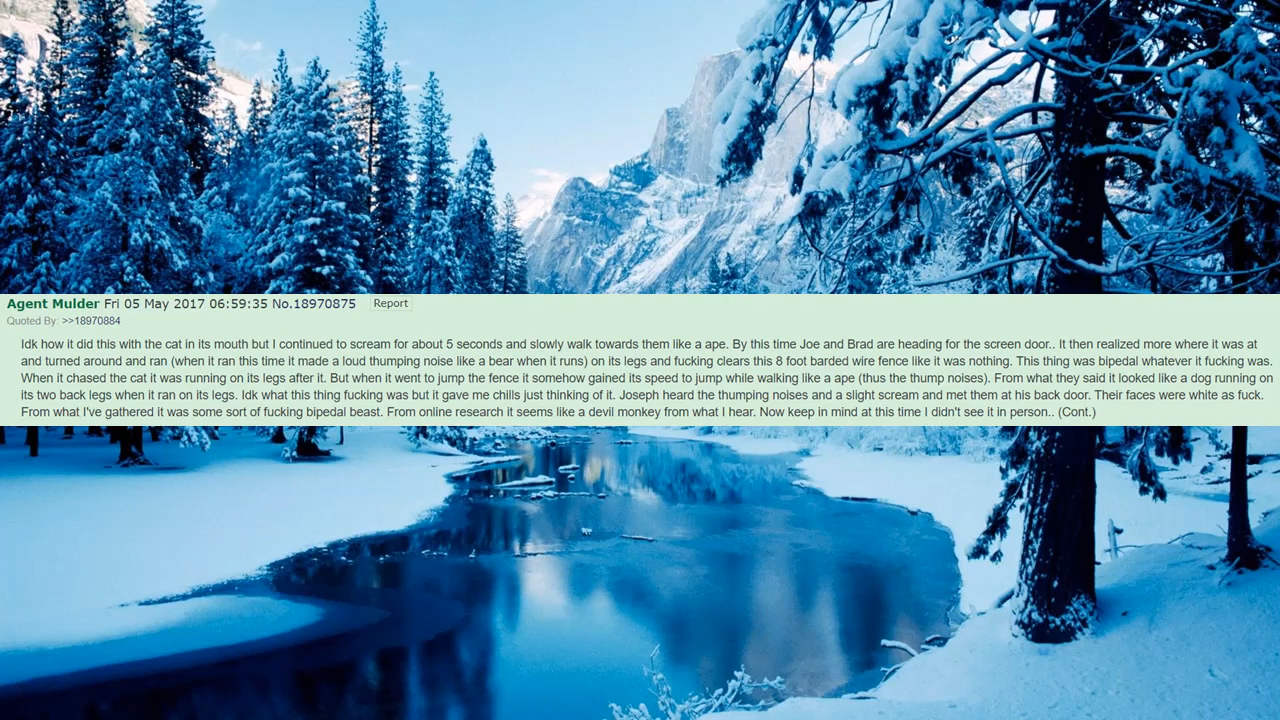 Agent Mulder Fri 05 May 2017 06:59:35 No.18970875 Report
Quoted By: >>18970884
Idk how it did this with the cat in its mouth but I continued to scream for about 5 seconds and slowly walk towards them like a ape. By this time Joe and Brad are heading for the screen door.. It then realized more where it was at
and turned around and ran (when it ran this time it made a loud thumping noise like a bear when it runs) on its legs and fucking clears this 8 foot barded wire fence like it was nothing. This thing was bipedal whatever it fucking was.
When it chased the cat it was running on its legs after it. But when it went to jump the fence it somehow gained its speed to jump while walking like a ape (thus the thump noises). From what they said it looked like a dog running on
its two back legs when it ran on its legs. Idk what this thing fucking was but it gave me chills just thinking of it. Joseph heard the thumping noises and a slight scream and met them at his back door. Their faces were white as fuck.
From what I've gathered it was some sort of fucking bipedal beast. From online research it seems like a devil monkey from what I hear. Now keep in mind at this time I didn't see it in person.. (Cont.)